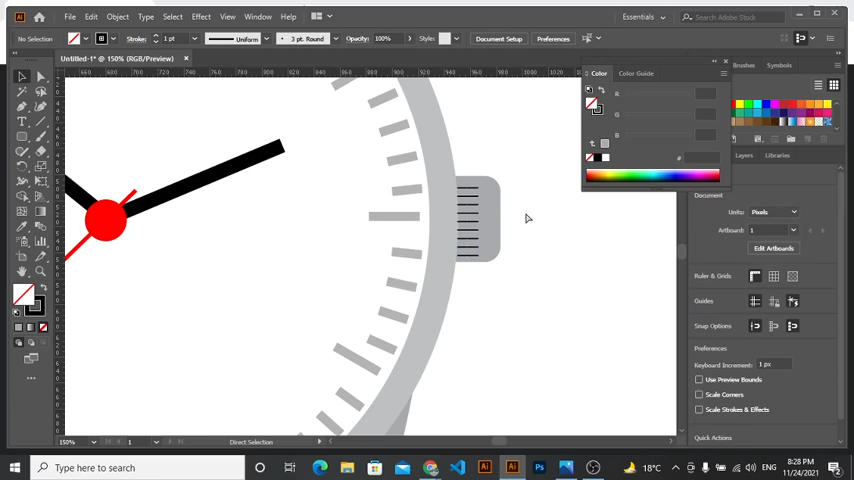 File Edit Object Type Select Effect View Window Help
Essentials
Search Adobe Stock
No Selection
Stroke: 1 pt
Uniform
3 pt. Round
Opacity: 100%
Style:
Document Setup
Preferences
Untitled-1* @ 150% (RGB/Preview)
Color
Color Guide
Brushes
Symbols
R
G
B
#
Layers
Libraries
Document
Units: Pixels
Artboard: 1
Edit Artboards
Ruler & Grids
Guides
Snap Options
Preferences
Keyboard Increment: 1 px
Use Preview Bounds
Scale Corners
Scale Strokes & Effects
Quick Actions
150%
1
Direct Selection
Type here to search
18°C
ENG
8:28 PM
11/24/2021